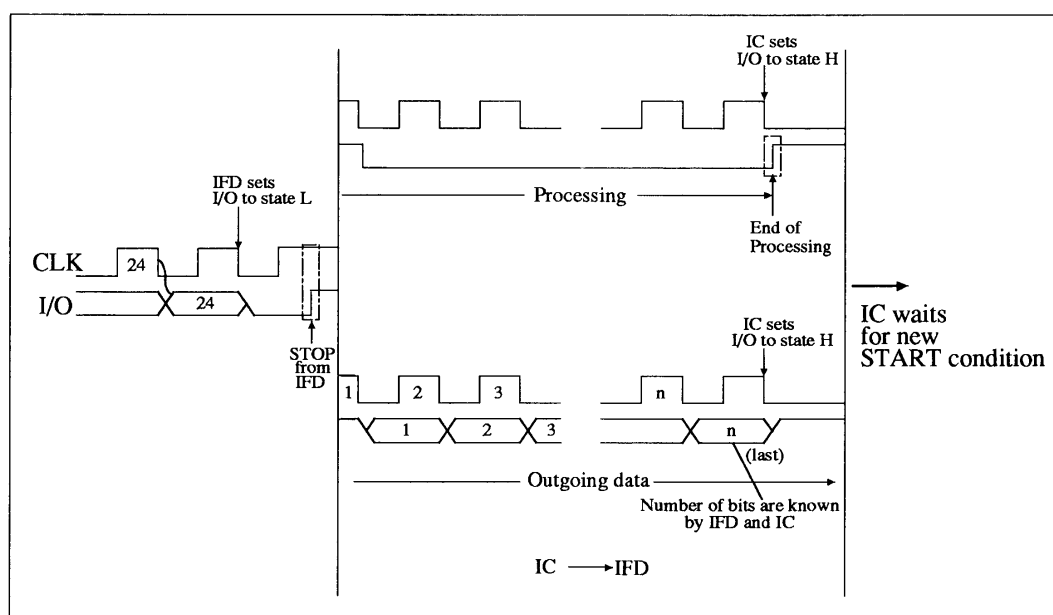 IC sets
I/O to state H
Processing
End of
Processing
IFD sets
I/O to state L
CLK
24
I/O
24
STOP
from
IFD
IC waits
for new
START condition
IC sets
I/O to state H
1
2
3
n
1
2
3
n
(last)
Outgoing data
Number of bits are known
by IFD and IC
IC
IFD